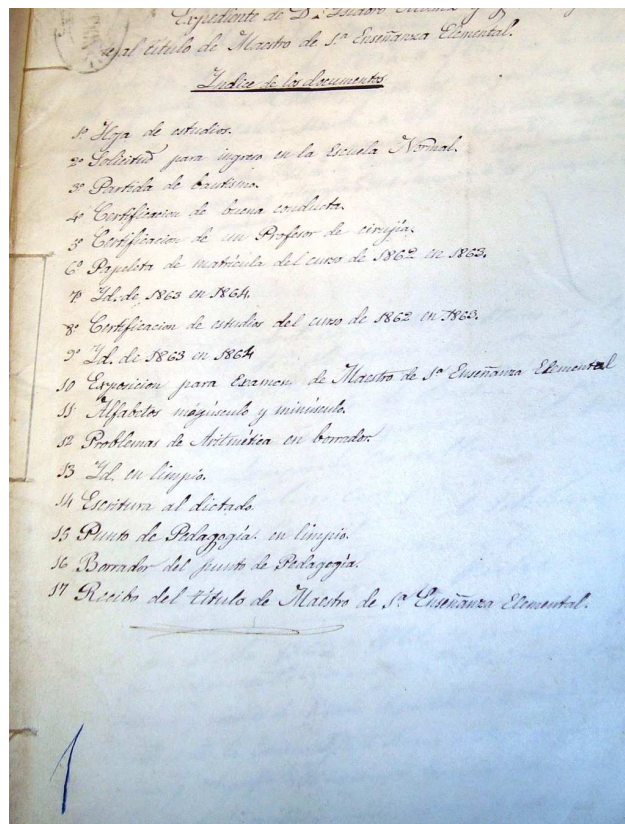 Expediente de D. Isidoro y
al título de Maestro de 1ª Enseñanza Elemental.
Indice de los documentos
1º Hoja de estudios.
2º Solicitud para ingreso en la Escuela Normal.
3º Partida de bautismo.
4º Certificacion de buena conducta.
5º Certificacion de un Profesor de cirujía.
6º Papeleta de matrícula del curso de 1862 en 1863.
7º Id. de 1863 en 1864.
8º Certificacion de estudios del curso de 1862 en 1863.
9º Id. de 1863 en 1864
10 Exposicion para Examen de Maestro de 1ª Enseñanza Elemental
11 Alfabetos mayúsculo y minúsculo.
12 Problemas de Aritmética en borrador
13 Id. en limpio.
14 Escritura al dictado
15 Punto de Pedagogía en limpio.
16 Borrador del punto de Pedagogía.
17 Recibo del título de Maestro de 1ª Enseñanza Elemental.